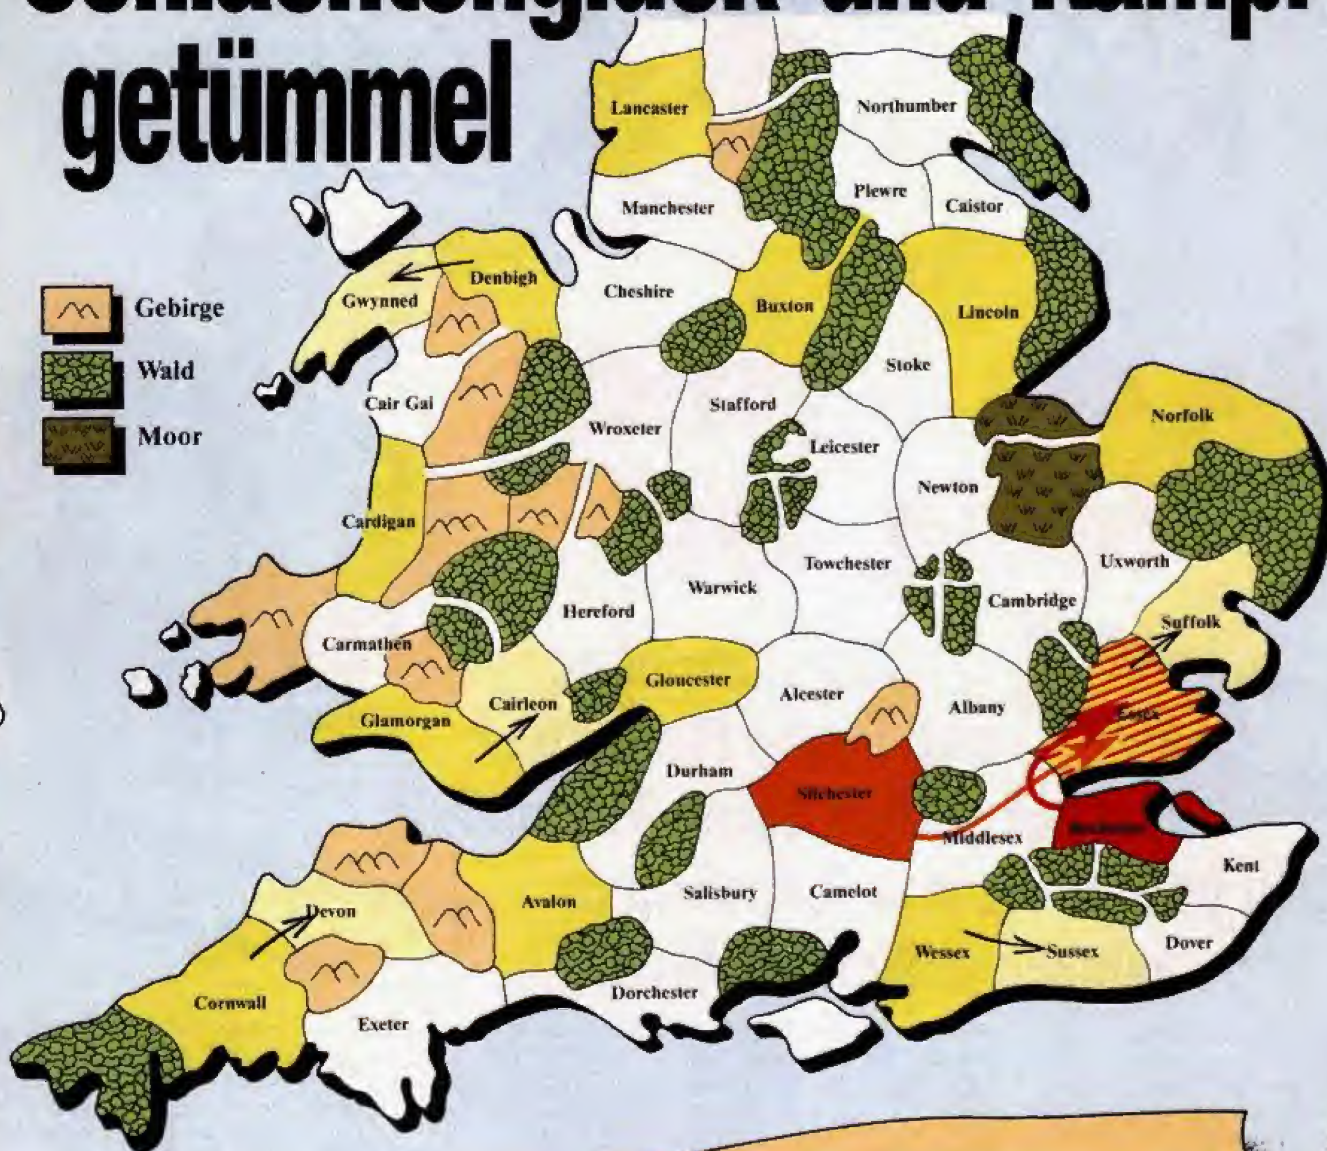 getümmel
Lancaster
Northumber
Plewre
Manchester
Caistor
Denbigh
Gwynned
Cheshire
Buxton
Lincoln
Gebirge
Wald
Moor
Stoke
Cair Gai
Stafford
Norfolk
Wroxeter
Leicester
Newton
Cardigan
Uxworth
Towchester
Warwick
Cambridge
Hereford
Suffolk
Carmathen
Gloucester
Alcester
Cairleon
Albany
Essex
Glamorgan
Durham
Silchester
Middlesex
Kent
Salisbury
Camelot
Avalon
Devon
Wessex
Sussex
Dover
Dorchester
Cornwall
Exeter